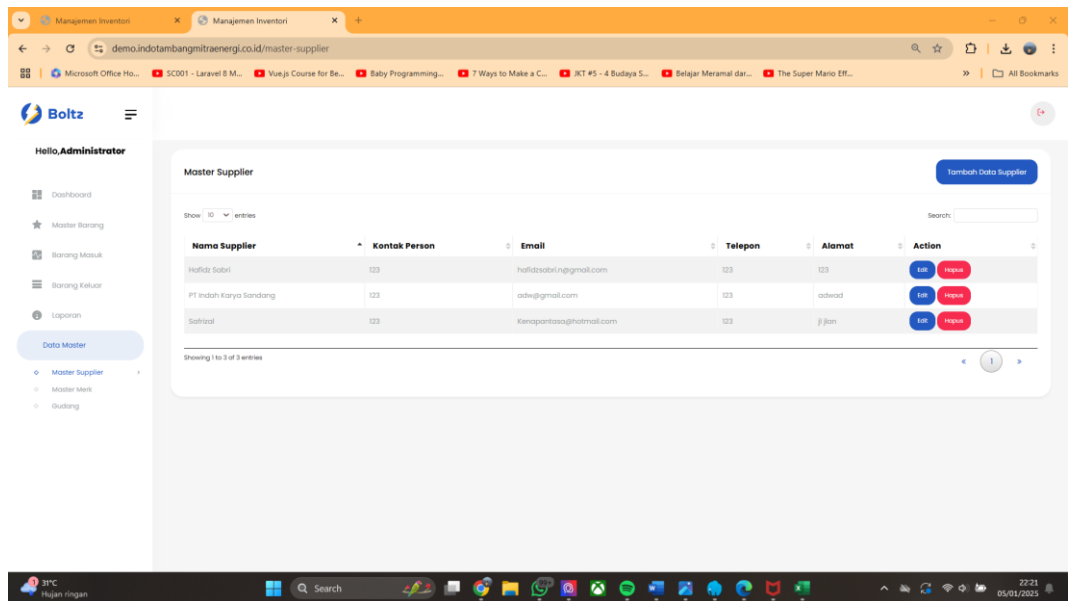 Manajemen Inventori
Manajemen Inventori
demo.indotambangmitraenergi.co.id/master-supplier
Microsoft Office Ho...
SC001 - Laravel 8 M...
Vue.js Course for Be...
Baby Programming...
7 Ways to Make a C...
JKT #5 - 4 Budaya S...
Belajar Meramal dar...
The Super Mario Eff...
All Bookmarks
Boltz
Hello,Administrator
Dashboard
Master Barang
Barang Masuk
Barang Keluar
Laporan
Data Master
Master Supplier
Master Merk
Gudang
Master Supplier
Tambah Data Supplier
Show 10 entries
Search:
Nama Supplier Kontak Person Email Telepon Alamat Action
Hafidz Sabri 123 hafidzsabri.n@gmail.com 123 123 Edit Hapus
PT Indah Karya Sandang 123 adw@gmail.com 123 adwad Edit Hapus
Safrizal 123 Kenapantasa@hotmail.com 123 jl jlan Edit Hapus
Showing 1 to 3 of 3 entries
« 1 »
1
31°C
Hujan ringan
Search
22:21
05/01/2025